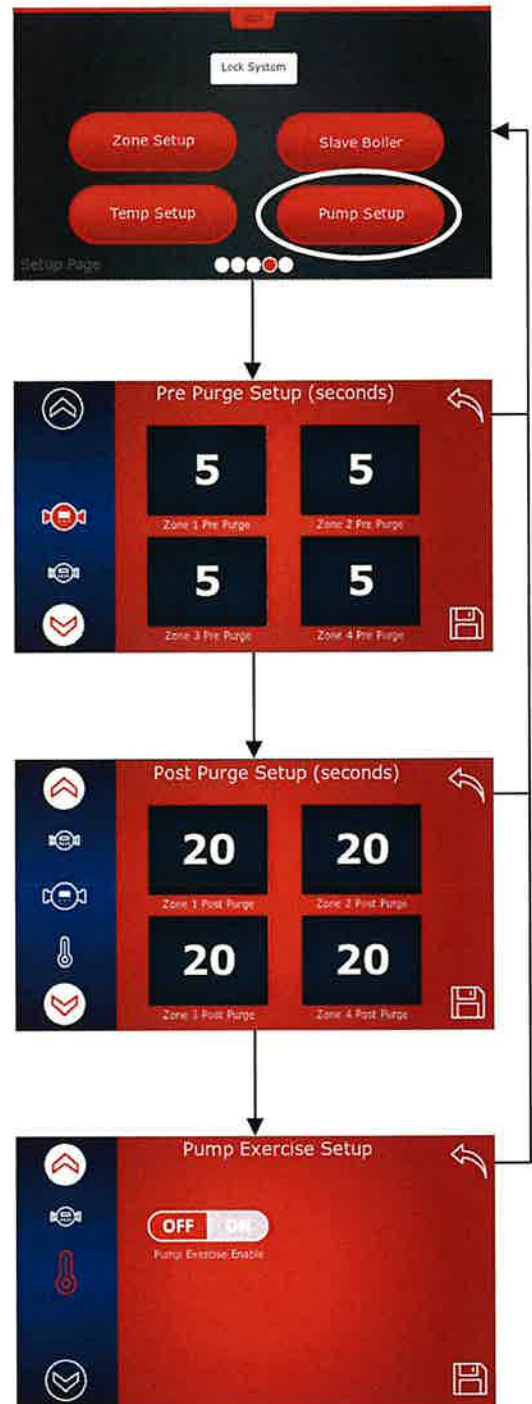 Lock System
Zone Setup
Slave Boiler
Temp Setup
Pump Setup
Setup Page
Pre Purge Setup (seconds)
5
5
Zone 1 Pre Purge
Zone 2 Pre Purge
5
5
Zone 3 Pre Purge
Zone 4 Pre Purge
Post Purge Setup (seconds)
20
20
Zone 1 Post Purge
Zone 2 Post Purge
20
20
Zone 3 Post Purge
Zone 4 Post Purge
Pump Exercise Setup
OFF
ON
Pump Exercise Enable